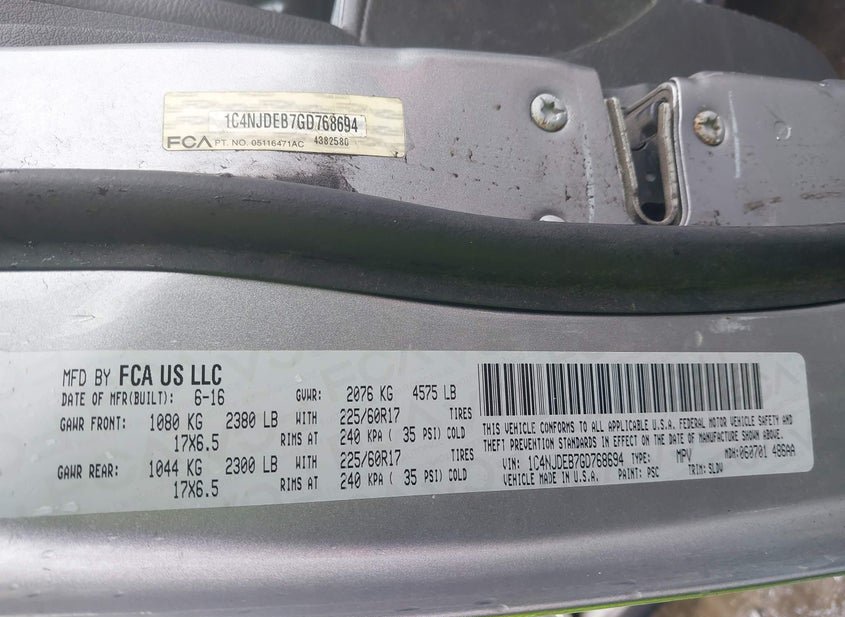 1C4NJDEB7GD768694
FCA PT. NO. 05116471AC 4382580
MFD BY FCA US LLC
DATE OF MFR(BUILT): 6-16 GVWR: 2076 KG 4575 LB
GAWR FRONT: 1080 KG 2380 LB WITH 225/60R17 TIRES
17X6.5 RIMS AT 240 KPA ( 35 PSI) COLD
GAWR REAR: 1044 KG 2300 LB WITH 225/60R17 TIRES
17X6.5 RIMS AT 240 KPA ( 35 PSI) COLD
THIS VEHICLE CONFORMS TO ALL APPLICABLE U.S.A. FEDERAL MOTOR VEHICLE SAFETY AND
THEFT PREVENTION STANDARDS IN EFFECT ON THE DATE OF MANUFACTURE SHOWN ABOVE.
VIN: 1C4NJDEB7GD768694 TYPE: MPV MDH: 060701 486AA
VEHICLE MADE IN U.S.A. PAINT: PSC TRIM: SLDV